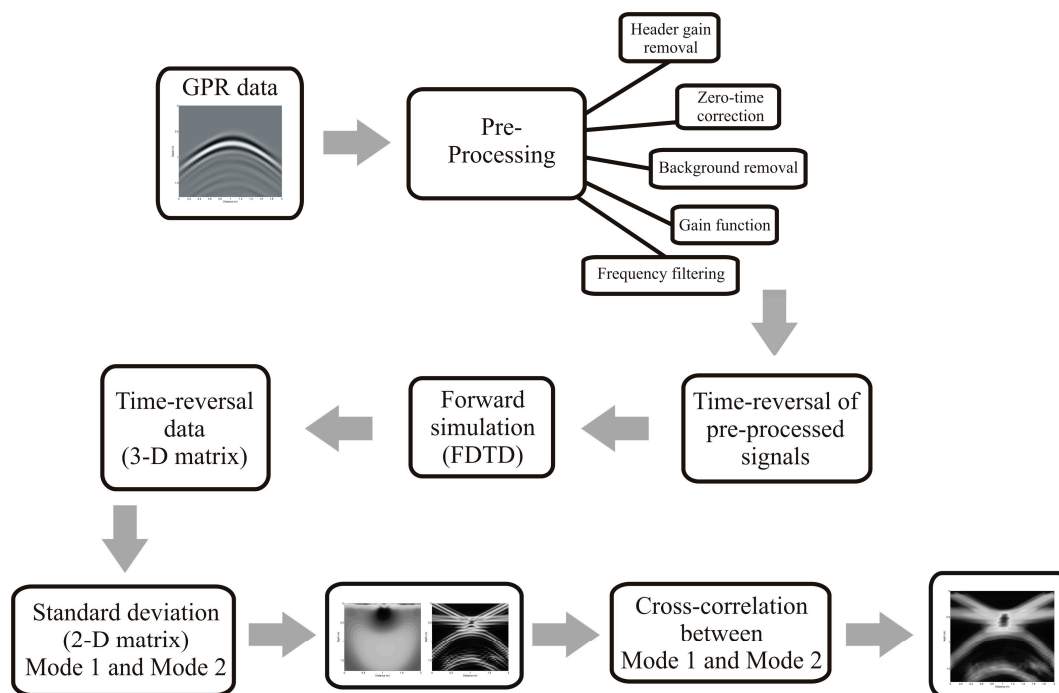 GPR data
Pre-
Processing
Header gain
removal
Zero-time
correction
Background removal
Gain function
Frequency filtering
Time-reversal of
pre-processed
signals
Forward
simulation
(FDTD)
Time-reversal
data
(3-D matrix)
Standard deviation
(2-D matrix)
Mode 1 and Mode 2
Cross-correlation
between
Mode 1 and Mode 2